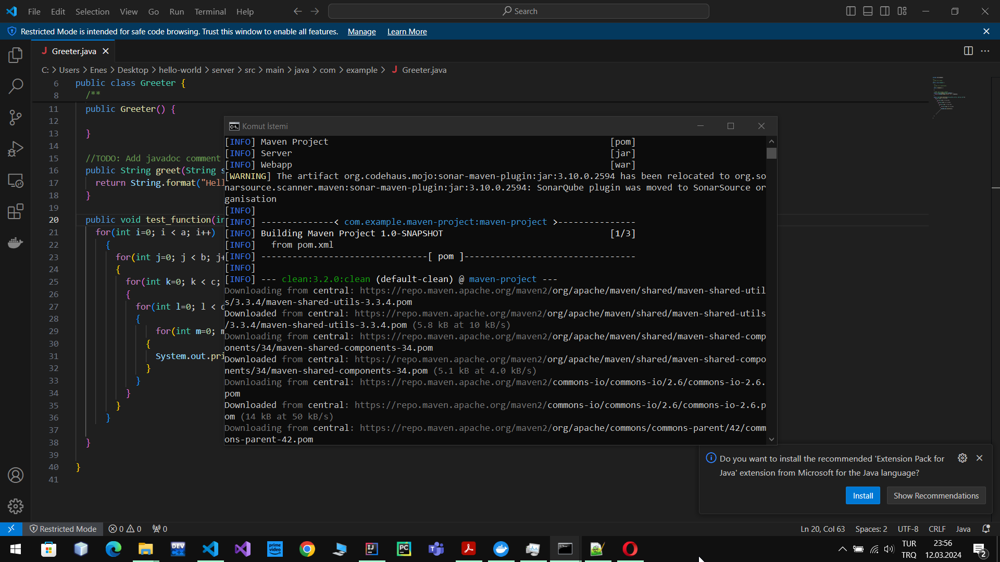 File Edit Selection View Go Run Terminal Help
Search
Restricted Mode is intended for safe code browsing. Trust this window to enable all features. Manage Learn More
J Greeter.java
C: > Users > Enes > Desktop > hello-world > server > src > main > java > com > example > J Greeter.java
6 public class Greeter {
8 /**
11 public Greeter() {
12
13 }
14
15 //TODO: Add javadoc comment
16 public String greet(String s
17 return String.format("Hell
18 }
19
20 public void test_function(in
21 for(int i=0; i < a; i++)
22 {
23 for(int j=0; j < b; j+
24 {
25 for(int k=0; k < c;
26 {
27 for(int l=0; l <
28 {
29 for(int m=0;
30 {
31 System.out.pri
32 }
33 }
34 }
35 }
36 }
37
38 }
39
40 }
41
Komut İstemi
[INFO] Maven Project [pom]
[INFO] Server [jar]
[INFO] Webapp [war]
[WARNING] The artifact org.codehaus.mojo:sonar-maven-plugin:jar:3.10.0.2594 has been relocated to org.so
narsource.scanner.maven:sonar-maven-plugin:jar:3.10.0.2594: SonarQube plugin was moved to SonarSource or
ganisation
[INFO]
[INFO] --------------< com.example.maven-project:maven-project >---------------
[INFO] Building Maven Project 1.0-SNAPSHOT [1/3]
[INFO]   from pom.xml
[INFO] --------------------------------[ pom ]---------------------------------
[INFO]
[INFO] --- clean:3.2.0:clean (default-clean) @ maven-project ---
Downloading from central: https://repo.maven.apache.org/maven2/org/apache/maven/shared/maven-shared-util
s/3.3.4/maven-shared-utils-3.3.4.pom
Downloaded from central: https://repo.maven.apache.org/maven2/org/apache/maven/shared/maven-shared-utils
/3.3.4/maven-shared-utils-3.3.4.pom (5.8 kB at 10 kB/s)
Downloading from central: https://repo.maven.apache.org/maven2/org/apache/maven/shared/maven-shared-comp
onents/34/maven-shared-components-34.pom
Downloaded from central: https://repo.maven.apache.org/maven2/org/apache/maven/shared/maven-shared-compo
nents/34/maven-shared-components-34.pom (5.1 kB at 4.0 kB/s)
Downloading from central: https://repo.maven.apache.org/maven2/commons-io/commons-io/2.6/commons-io-2.6.
pom
Downloaded from central: https://repo.maven.apache.org/maven2/commons-io/commons-io/2.6/commons-io-2.6.p
om (14 kB at 50 kB/s)
Downloading from central: https://repo.maven.apache.org/maven2/org/apache/commons/commons-parent/42/comm
ons-parent-42.pom
Do you want to install the recommended 'Extension Pack for
Java' extension from Microsoft for the Java language?
Install Show Recommendations
Restricted Mode 0 0 0 Ln 20, Col 63 Spaces: 2 UTF-8 CRLF Java
DEV
prime video
IJ
PC
TUR
TRQ
23:56
12.03.2024
2